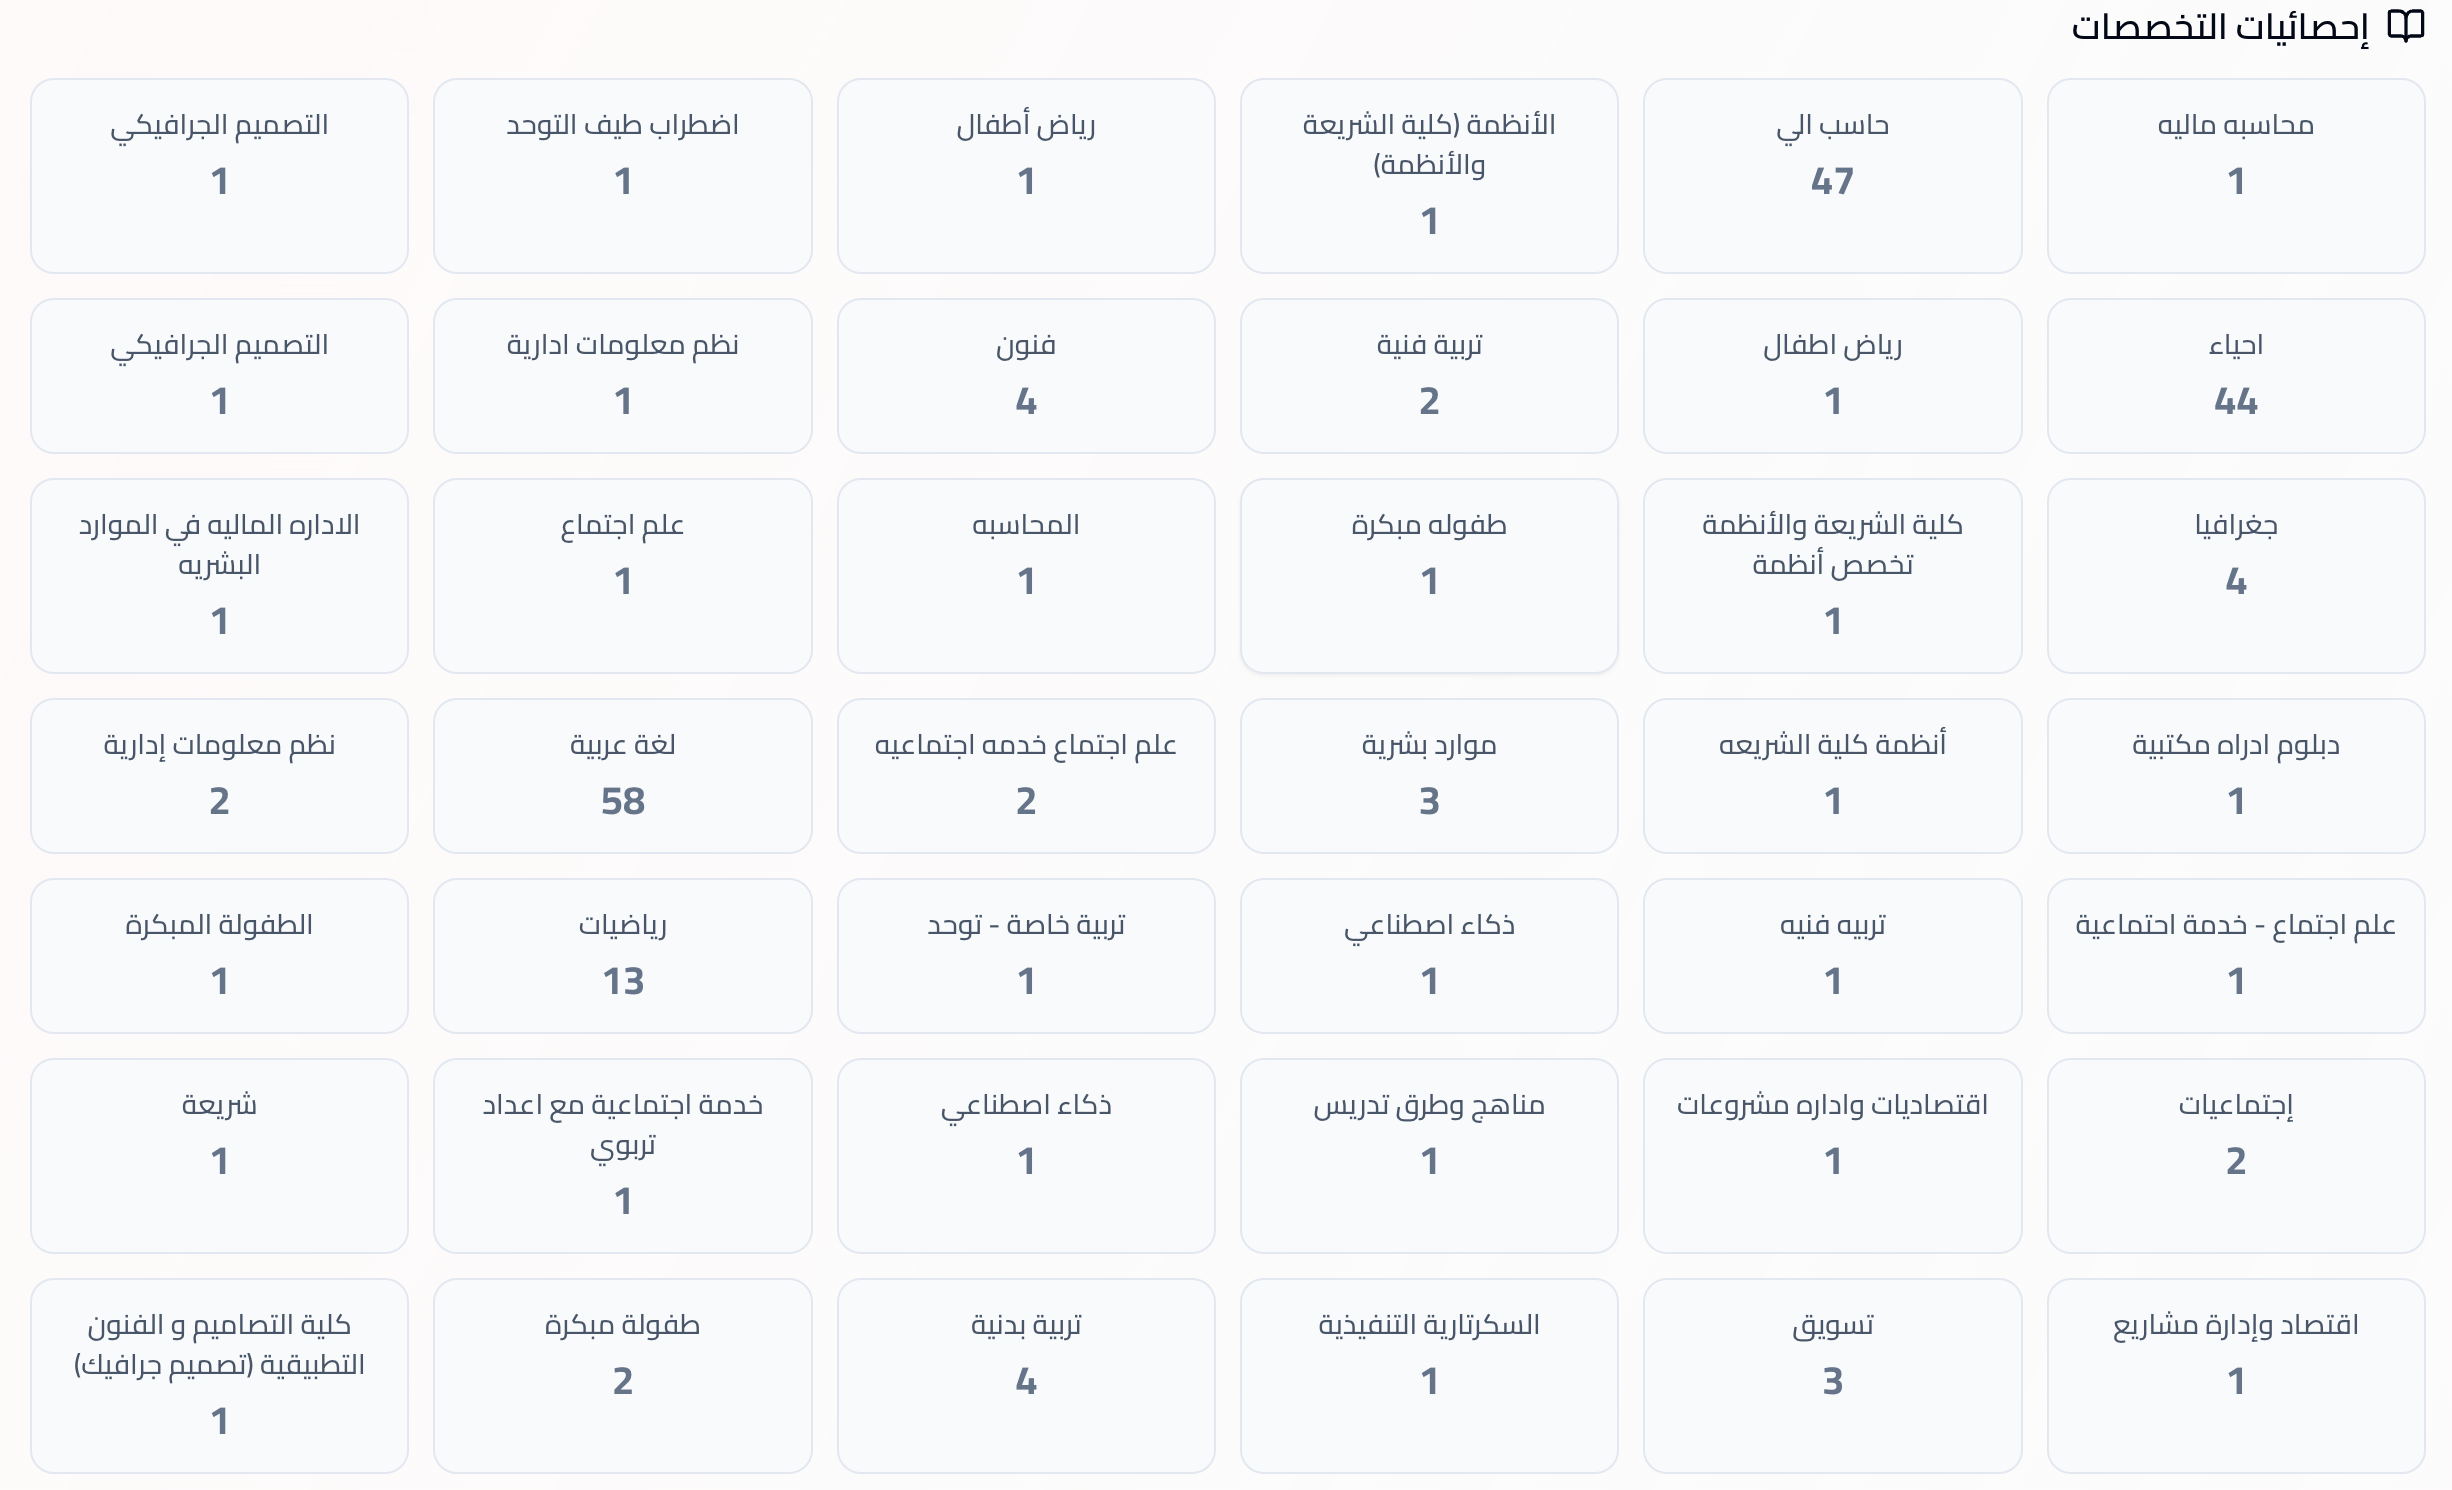 إحصائيات التخصصات
محاسبه ماليه
1
حاسب الي
47
الأنظمة (كلية الشريعة
والأنظمة)
1
رياض أطفال
1
اضطراب طيف التوحد
1
التصميم الجرافيكي
1
احياء
44
رياض اطفال
1
تربية فنية
2
فنون
4
نظم معلومات ادارية
1
التصميم الجرافيكي
1
جغرافيا
4
كلية الشريعة والأنظمة
تخصص أنظمة
1
طفوله مبكرة
1
المحاسبه
1
علم اجتماع
1
الاداره الماليه في الموارد
البشريه
1
دبلوم ادراه مكتبية
1
أنظمة كلية الشريعه
1
موارد بشرية
3
علم اجتماع خدمه اجتماعيه
2
لغة عربية
58
نظم معلومات إدارية
2
علم اجتماع - خدمة احتماعية
1
تربيه فنيه
1
ذكاء اصطناعي
1
تربية خاصة - توحد
1
رياضيات
13
الطفولة المبكرة
1
إجتماعيات
2
اقتصاديات واداره مشروعات
1
مناهج وطرق تدريس
1
ذكاء اصطناعي
1
خدمة اجتماعية مع اعداد
تربوي
1
شريعة
1
اقتصاد وإدارة مشاريع
1
تسويق
3
السكرتارية التنفيذية
1
تربية بدنية
4
طفولة مبكرة
2
كلية التصاميم و الفنون
التطبيقية (تصميم جرافيك)
1